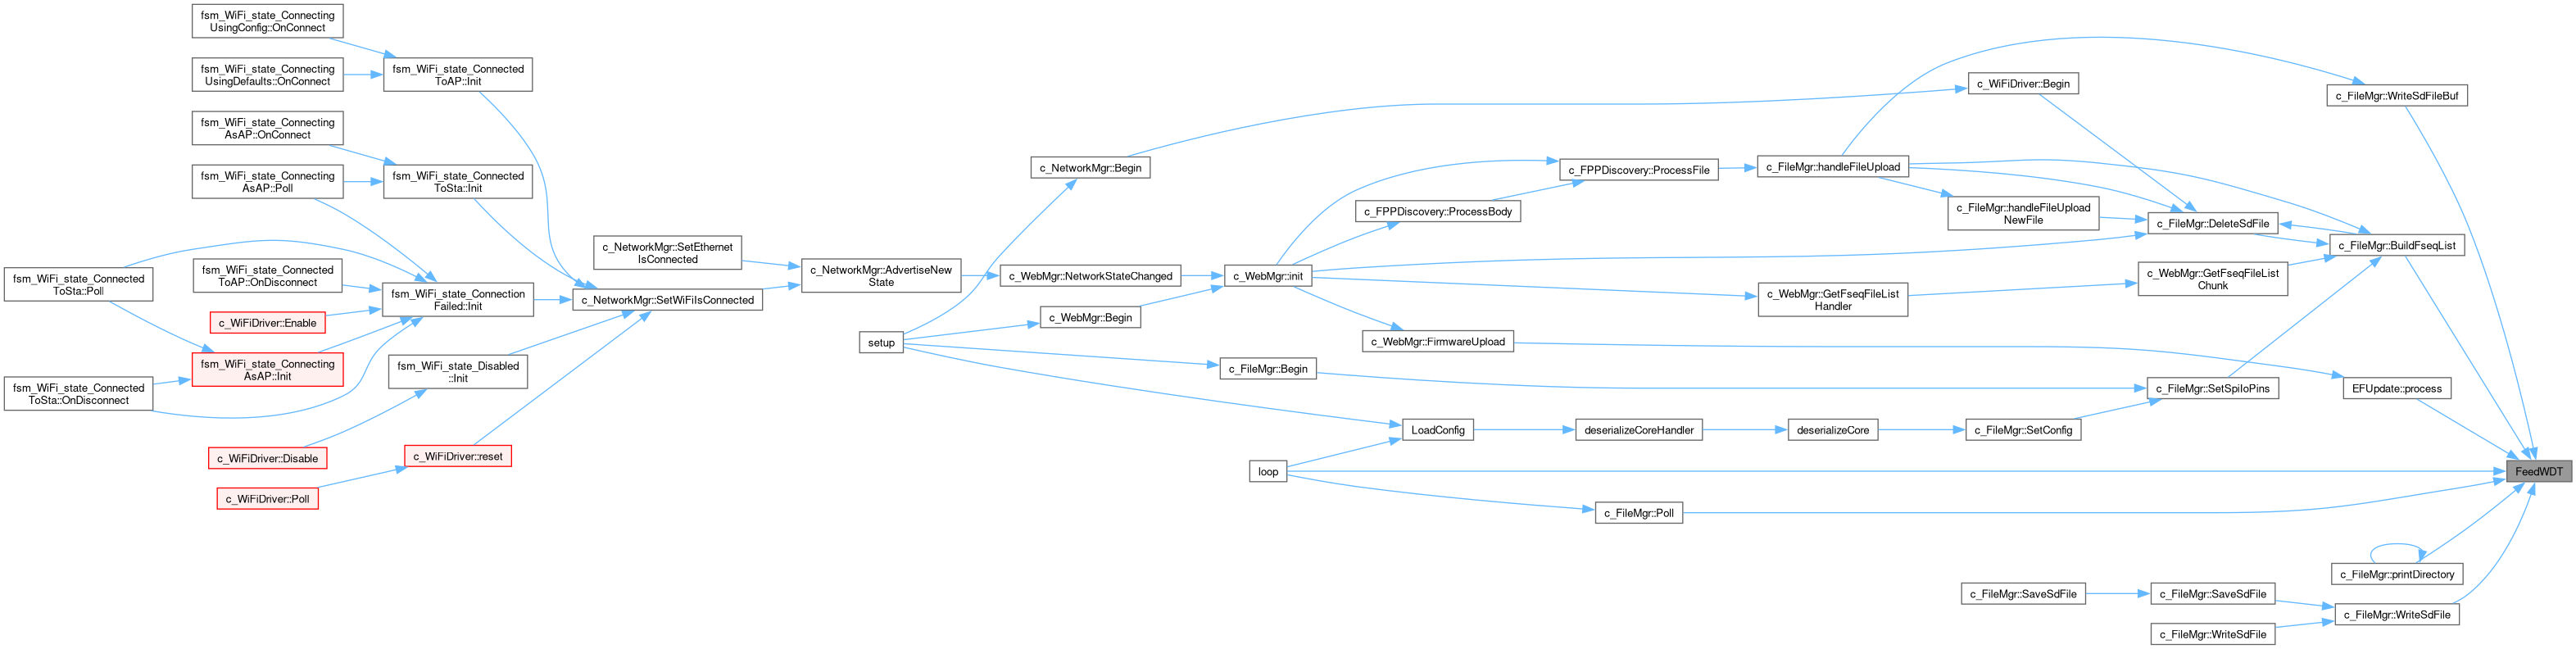 fsm_WiFi_state_Connecting
UsingConfig::OnConnect
fsm_WiFi_state_Connecting
UsingDefaults::OnConnect
fsm_WiFi_state_Connecting
AsAP::OnConnect
fsm_WiFi_state_Connecting
AsAP::Poll
fsm_WiFi_state_Connected
ToSta::Poll
fsm_WiFi_state_Connected
ToAP::OnDisconnect
c_WiFiDriver::Enable
fsm_WiFi_state_Connecting
AsAP::Init
fsm_WiFi_state_Connected
ToSta::OnDisconnect
c_WiFiDriver::Disable
c_WiFiDriver::Poll
fsm_WiFi_state_Connected
ToAP::Init
fsm_WiFi_state_Connected
ToSta::Init
fsm_WiFi_state_Connection
Failed::Init
fsm_WiFi_state_Disabled
::Init
c_WiFiDriver::reset
c_NetworkMgr::SetEthernet
IsConnected
c_NetworkMgr::SetWiFiIsConnected
c_NetworkMgr::AdvertiseNew
State
setup
c_NetworkMgr::Begin
c_WebMgr::NetworkStateChanged
c_WebMgr::Begin
c_WebMgr::init
c_FileMgr::Begin
c_FPPDiscovery::ProcessBody
c_WebMgr::FirmwareUpload
LoadConfig
loop
c_FPPDiscovery::ProcessFile
deserializeCoreHandler
c_FileMgr::Poll
c_FileMgr::handleFileUpload
c_WebMgr::GetFseqFileList
Handler
deserializeCore
c_WiFiDriver::Begin
c_FileMgr::handleFileUpload
NewFile
c_FileMgr::SetConfig
c_FileMgr::SaveSdFile
c_FileMgr::DeleteSdFile
c_WebMgr::GetFseqFileList
Chunk
c_FileMgr::SetSpiIoPins
c_FileMgr::SaveSdFile
c_FileMgr::WriteSdFile
c_FileMgr::WriteSdFileBuf
c_FileMgr::BuildFseqList
EFUpdate::process
c_FileMgr::printDirectory
c_FileMgr::WriteSdFile
FeedWDT